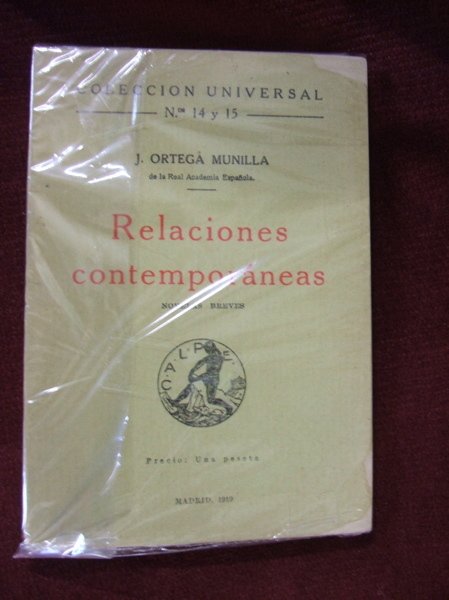 COLECCION UNIVERSAL
N.os 14 y 15
J. ORTEGA MUNILLA
de la Real Academia Española.
Relaciones
contemporáneas
NOVELAS BREVES
C·A·L·P·E
Precio: Una peseta
MADRID, 1919